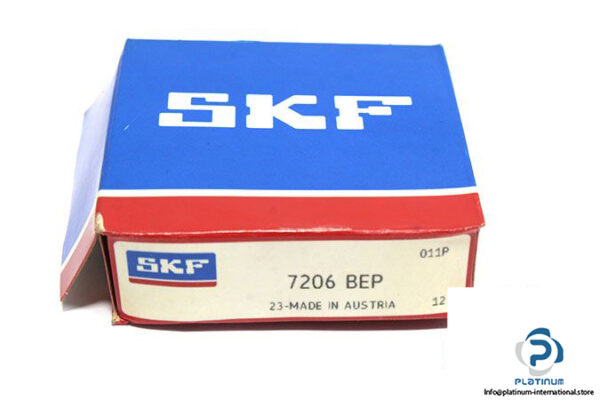 SKF
SKF
011P
7206 BEP
23-MADE IN AUSTRIA 12
PLATINUM
Info@platinum-international.store